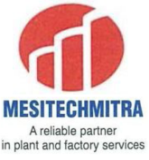 MESITECHMITRA
A reliable partner
in plant and factory services